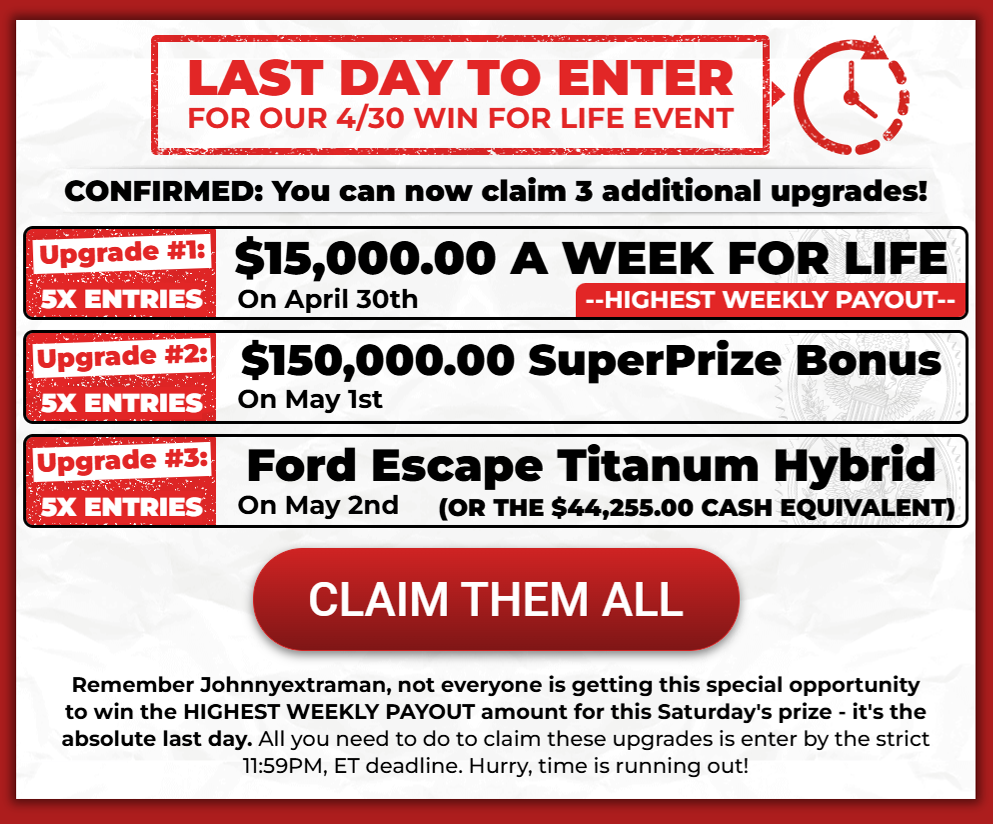 LAST DAY TO ENTER
FOR OUR 4/30 WIN FOR LIFE EVENT
CONFIRMED: You can now claim 3 additional upgrades!
Upgrade #1:
5X ENTRIES
$15,000.00 A WEEK FOR LIFE
On April 30th
--HIGHEST WEEKLY PAYOUT--
Upgrade #2:
5X ENTRIES
$150,000.00 SuperPrize Bonus
On May 1st
Upgrade #3:
5X ENTRIES
Ford Escape Titanum Hybrid
On May 2nd
(OR THE $44,255.00 CASH EQUIVALENT)
CLAIM THEM ALL
Remember Johnnyextraman, not everyone is getting this special opportunity
to win the HIGHEST WEEKLY PAYOUT amount for this Saturday's prize - it's the
absolute last day. All you need to do to claim these upgrades is enter by the strict
11:59PM, ET deadline. Hurry, time is running out!